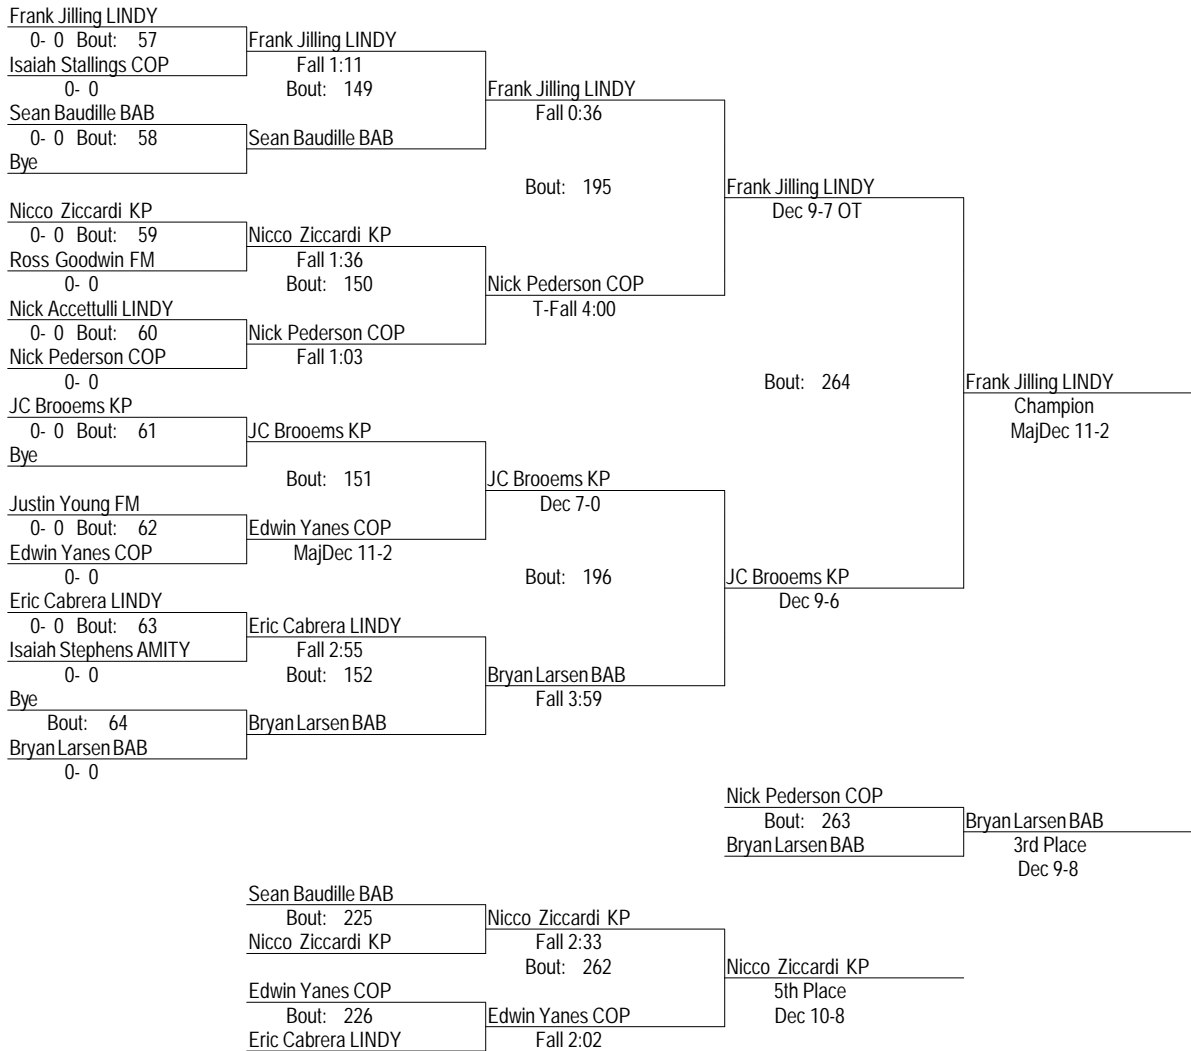 Frank Jilling LINDY
0- 0 Bout: 57
Isaiah Stallings COP
0- 0
Sean Baudille BAB
0- 0 Bout: 58
Bye
Nicco Ziccardi KP
0- 0 Bout: 59
Ross Goodwin FM
0- 0
Nick Accettulli LINDY
0- 0 Bout: 60
Nick Pederson COP
0- 0
JC Brooems KP
0- 0 Bout: 61
Bye
Justin Young FM
0- 0 Bout: 62
Edwin Yanes COP
0- 0
Eric Cabrera LINDY
0- 0 Bout: 63
Isaiah Stephens AMITY
0- 0
Bye
Bout: 64
Bryan Larsen BAB
0- 0
Frank Jilling LINDY
Fall 1:11
Bout: 149
Sean Baudille BAB
Nicco Ziccardi KP
Fall 1:36
Bout: 150
Nick Pederson COP
Fall 1:03
JC Brooems KP
Bout: 151
Edwin Yanes COP
MajDec 11-2
Eric Cabrera LINDY
Fall 2:55
Bout: 152
Bryan Larsen BAB
Frank Jilling LINDY
Fall 0:36
Bout: 195
Nick Pederson COP
T-Fall 4:00
JC Brooems KP
Dec 7-0
Bout: 196
Bryan Larsen BAB
Fall 3:59
Frank Jilling LINDY
Dec 9-7 OT
Bout: 264
JC Brooems KP
Dec 9-6
Frank Jilling LINDY
Champion
MajDec 11-2
Nick Pederson COP
Bout: 263
Bryan Larsen BAB
Bryan Larsen BAB
3rd Place
Dec 9-8
Sean Baudille BAB
Bout: 225
Nicco Ziccardi KP
Edwin Yanes COP
Bout: 226
Eric Cabrera LINDY
Nicco Ziccardi KP
Fall 2:33
Bout: 262
Edwin Yanes COP
Fall 2:02
Nicco Ziccardi KP
5th Place
Dec 10-8